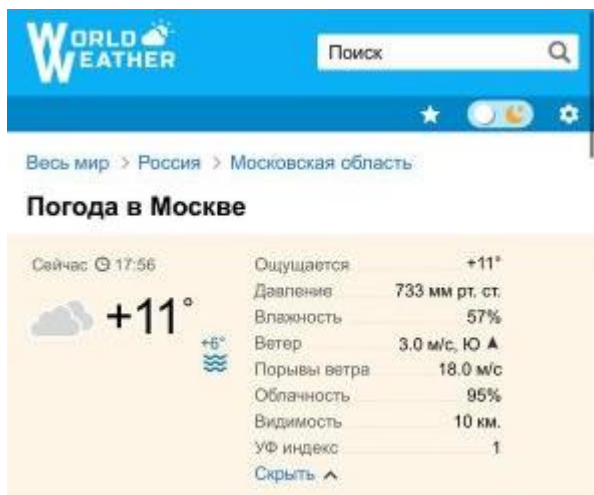 WORLD
WEATHER
Поиск
Весь мир > Россия > Московская область
Погода в Москве
Сейчас 17:56
+11°
+6°
Ощущается +11°
Давление 733 мм рт. ст.
Влажность 57%
Ветер 3.0 м/с, Ю
Порывы ветра 18.0 м/с
Облачность 95%
Видимость 10 км.
УФ индекс 1
Скрыть